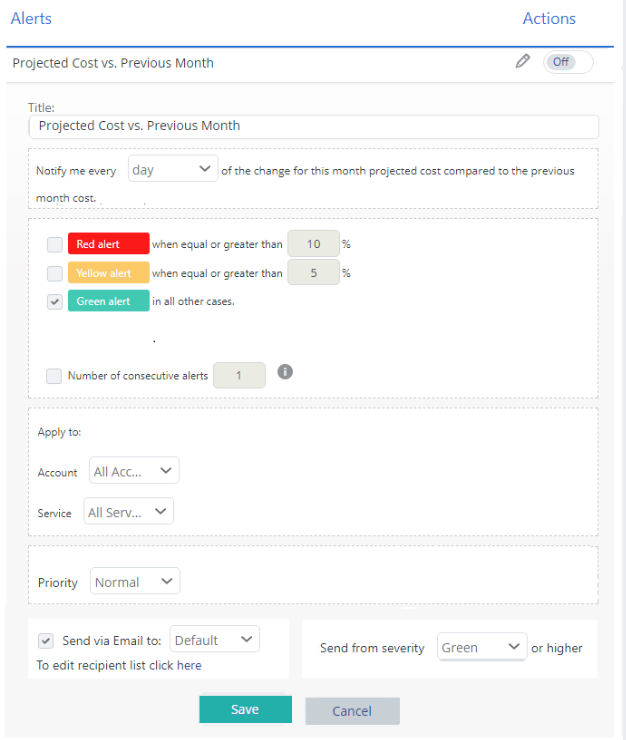 Alerts Actions
Projected Cost vs. Previous Month Off
Title:
Projected Cost vs. Previous Month
Notify me every day of the change for this month projected cost compared to the previous
month cost.
Red alert when equal or greater than 10 %
Yellow alert when equal or greater than 5 %
Green alert in all other cases.
Number of consecutive alerts 1 i
Apply to:
Account All Acc...
Service All Serv...
Priority Normal
Send via Email to: Default
To edit recipient list click here
Send from severity Green or higher
Save Cancel